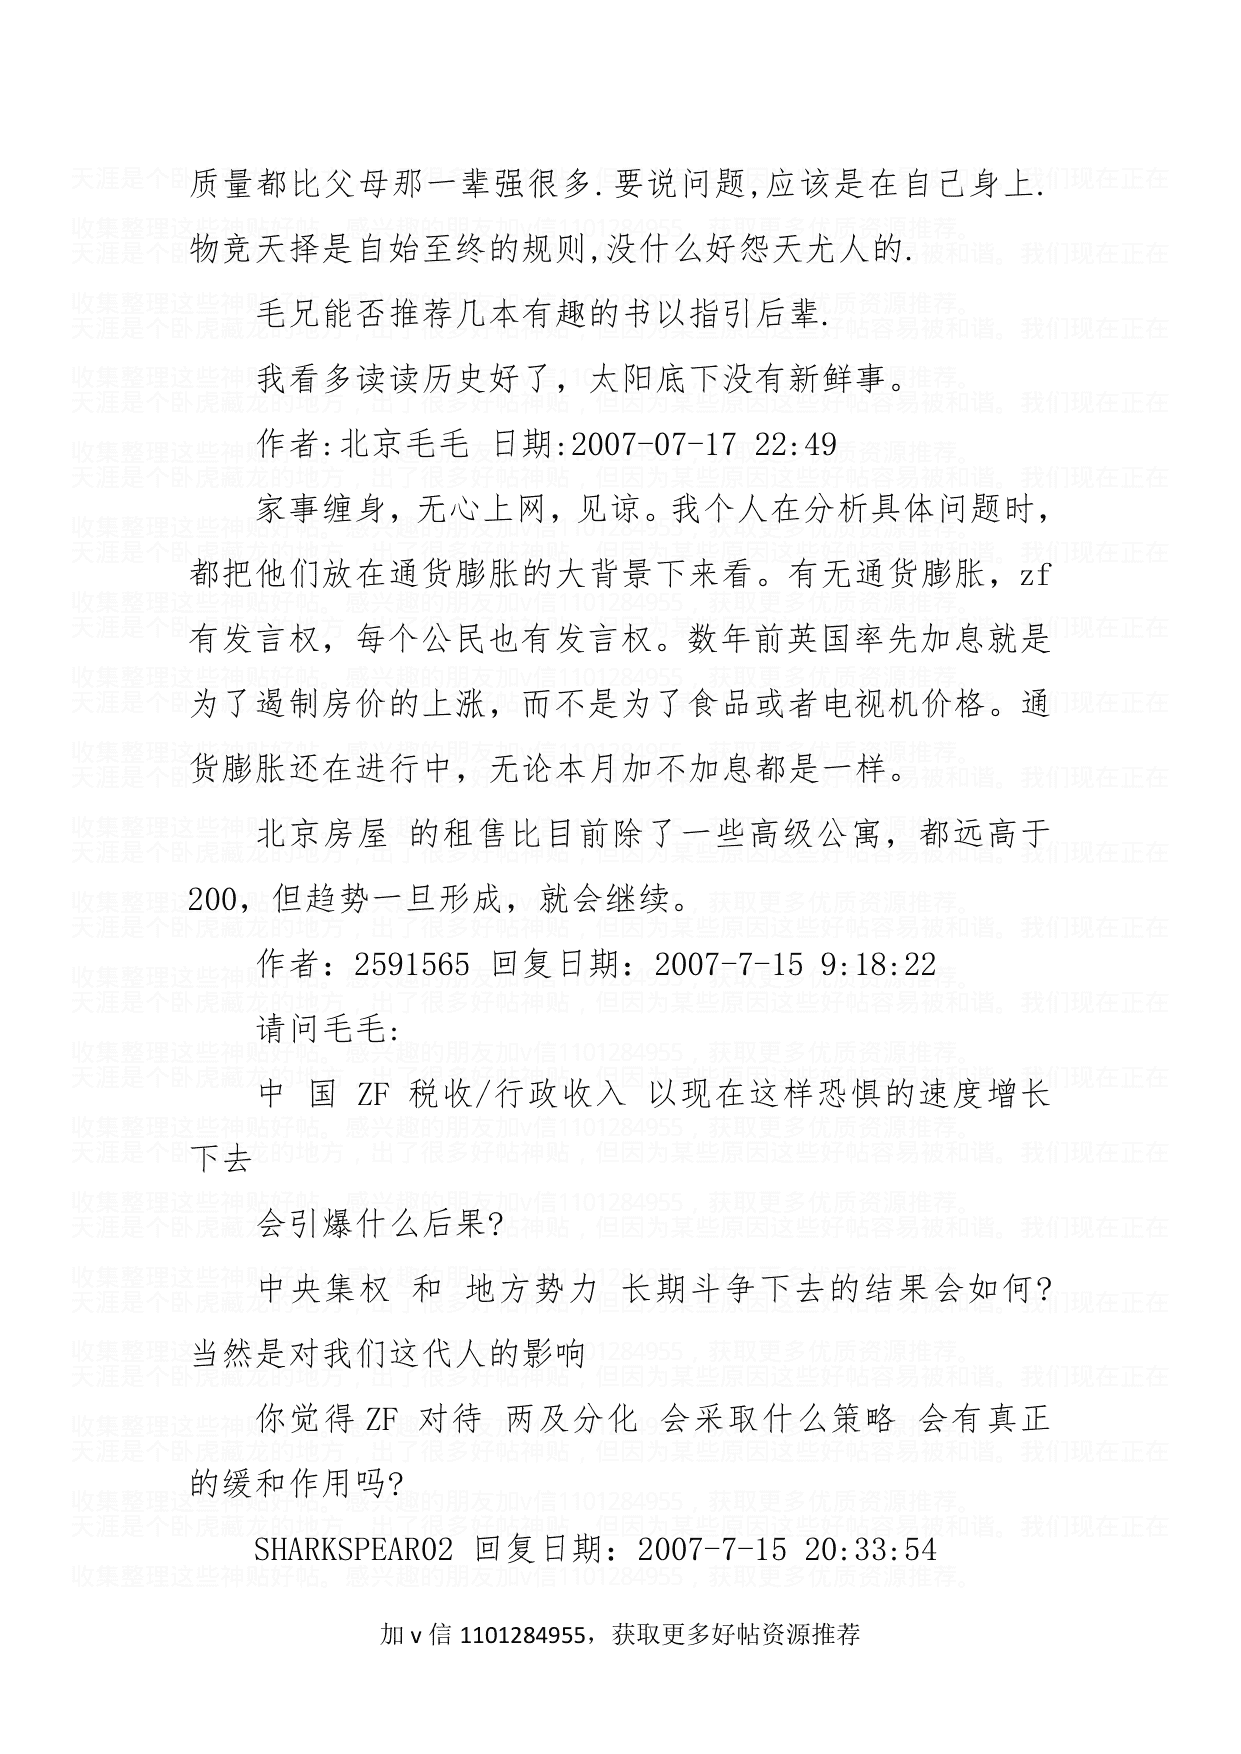 质量都比父母那一辈强很多.要说问题,应该是在自己身上.
物竞天择是自始至终的规则,没什么好怨天尤人的.
毛兄能否推荐几本有趣的书以指引后辈.
我看多读读历史好了，太阳底下没有新鲜事。
作者:北京毛毛 日期:2007-07-17 22:49
家事缠身，无心上网，见谅。我个人在分析具体问题时，
都把他们放在通货膨胀的大背景下来看。有无通货膨胀，zf
有发言权，每个公民也有发言权。数年前英国率先加息就是
为了遏制房价的上涨，而不是为了食品或者电视机价格。通
货膨胀还在进行中，无论本月加不加息都是一样。
北京房屋 的租售比目前除了一些高级公寓，都远高于
200，但趋势一旦形成，就会继续。
作者：2591565 回复日期：2007-7-15 9:18:22
请问毛毛:
中 国 ZF 税收/行政收入 以现在这样恐惧的速度增长
下去
会引爆什么后果?
中央集权 和 地方势力 长期斗争下去的结果会如何?
当然是对我们这代人的影响
你觉得 ZF 对待 两及分化 会采取什么策略 会有真正
的缓和作用吗?
SHARKSPEAR02 回复日期：2007-7-15 20:33:54
加 v 信 1101284955，获取更多好帖资源推荐